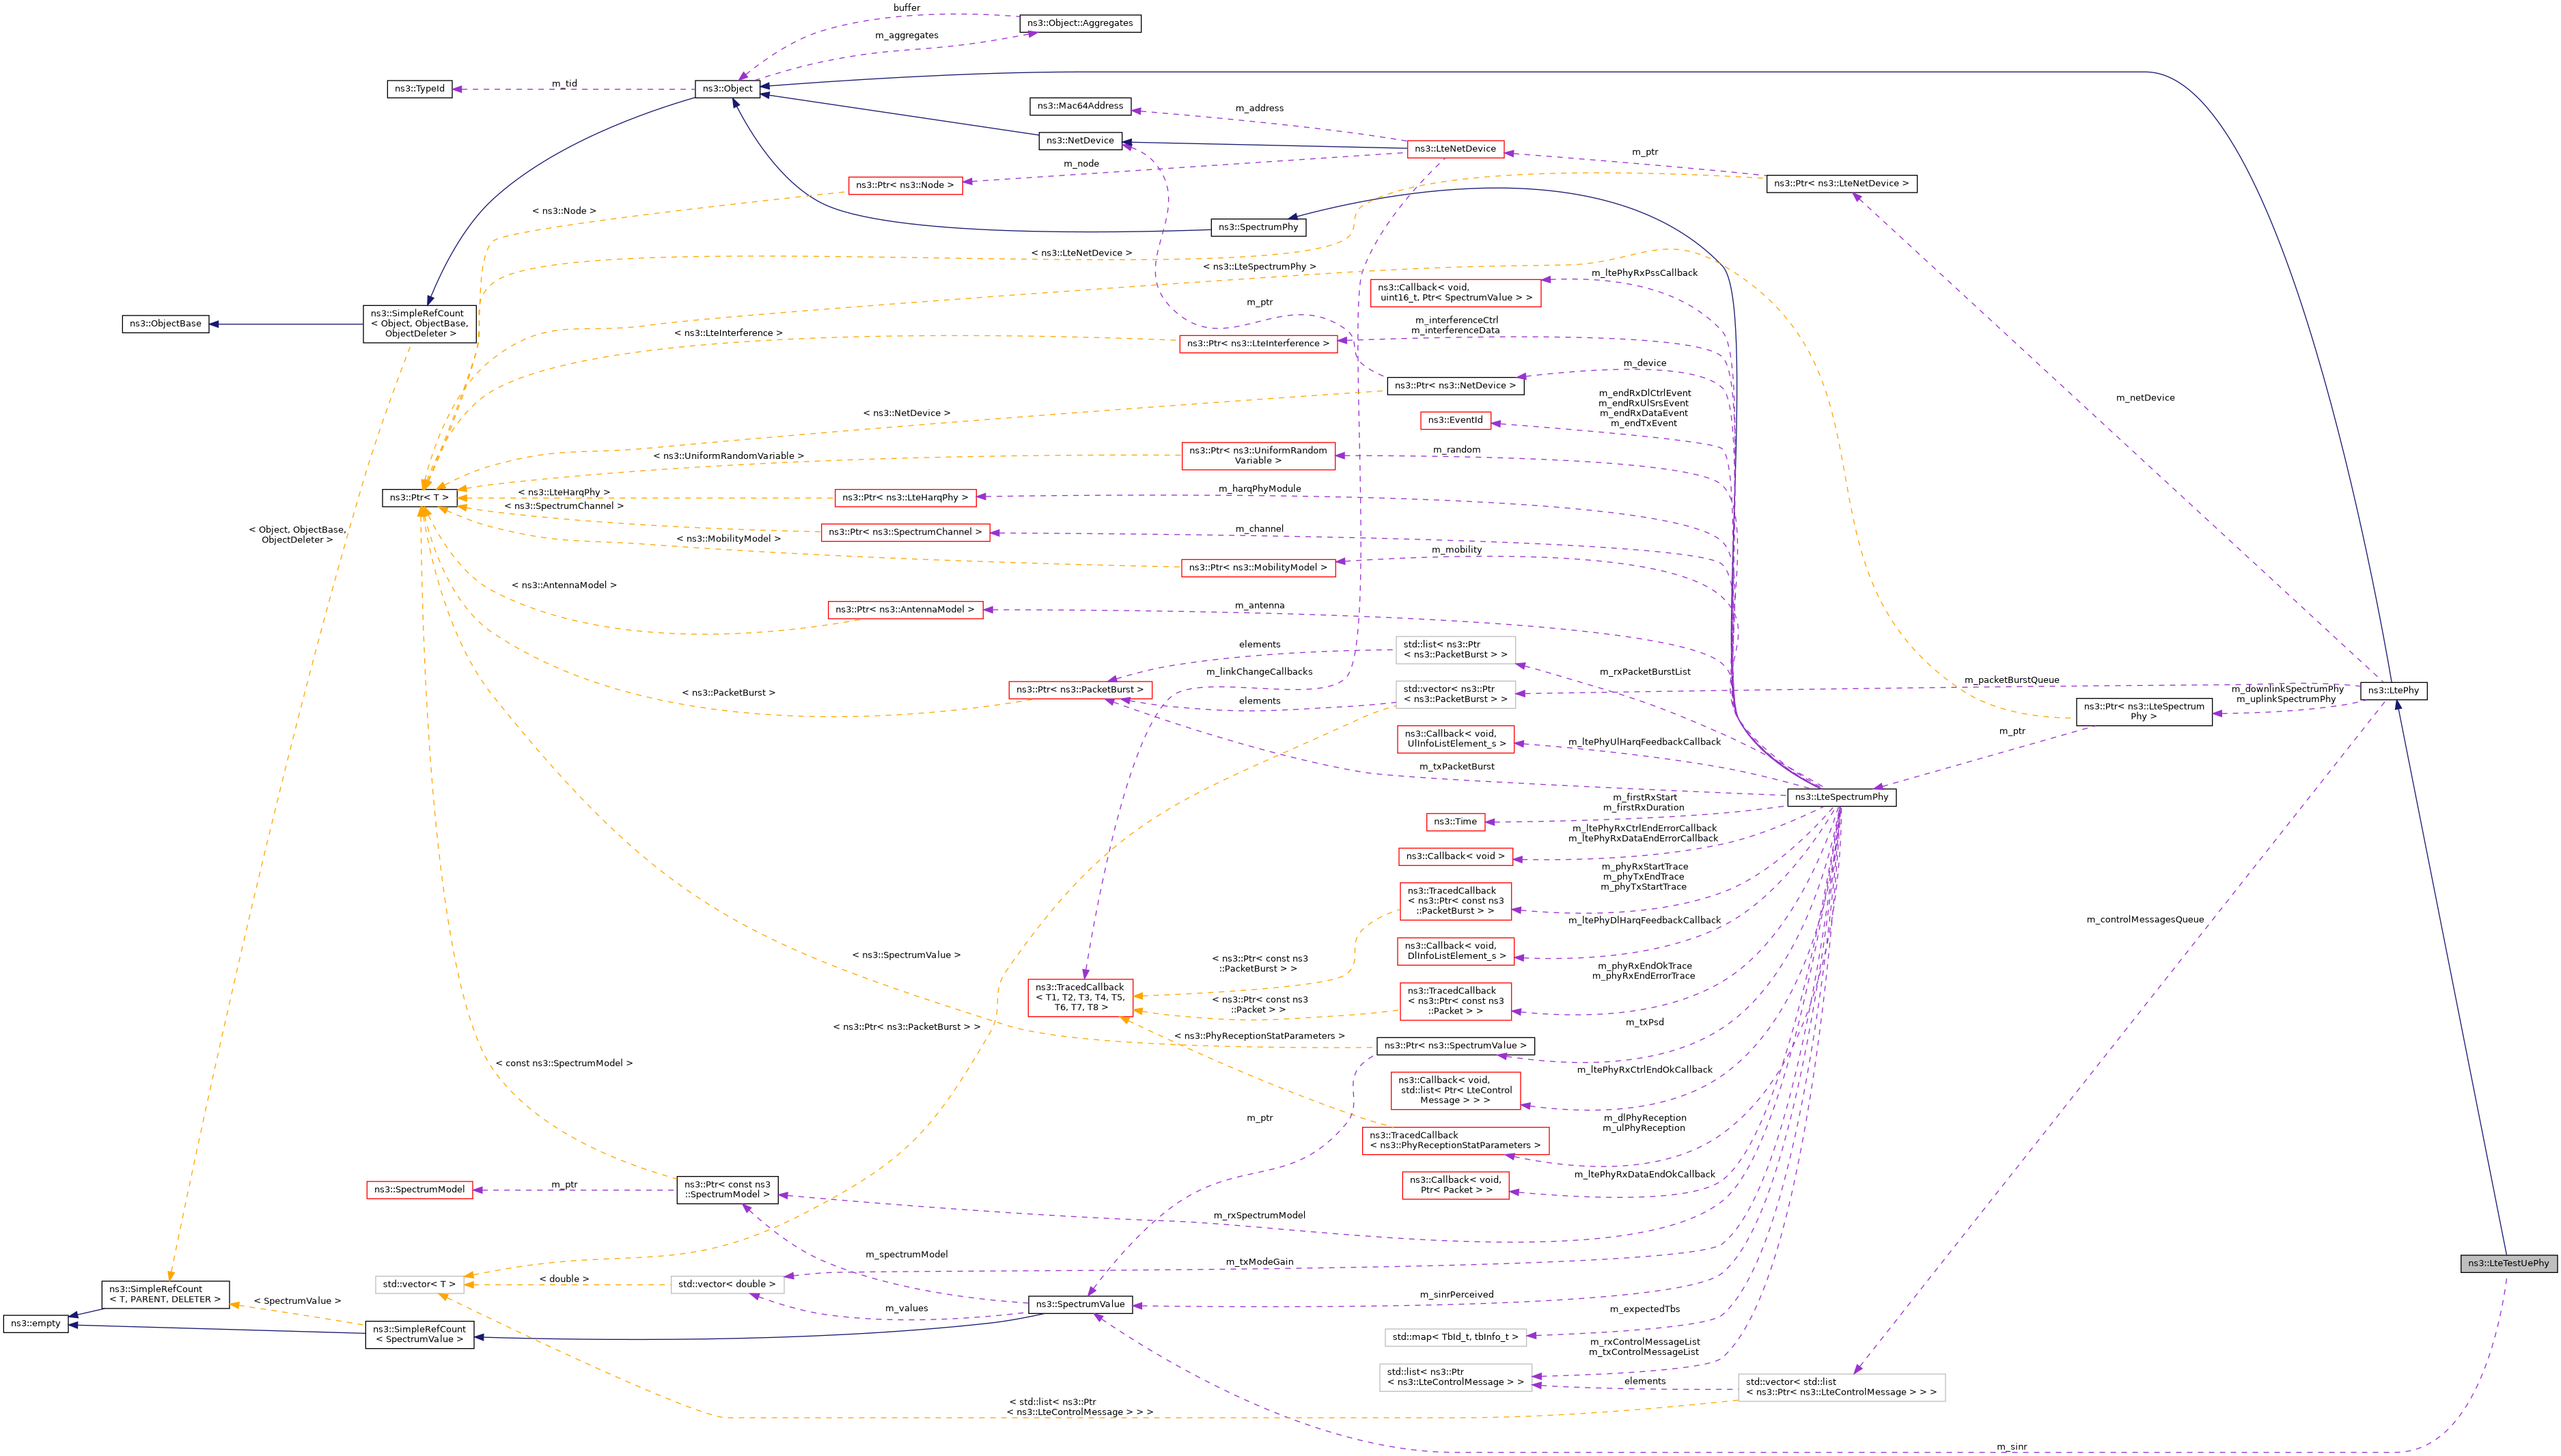 buffer
ns3::Object::Aggregates
m_aggregates
m_tid
ns3::TypeId
ns3::Object
ns3::Mac64Address
m_address
ns3::NetDevice
ns3::LteNetDevice
m_ptr
m_node
ns3::Ptr< ns3::Node >
ns3::Ptr< ns3::LteNetDevice >
< ns3::Node >
ns3::SpectrumPhy
< ns3::LteNetDevice >
< ns3::LteSpectrumPhy >
m_ltePhyRxPssCallback
ns3::Callback< void,
uint16_t, Ptr< SpectrumValue > >
m_ptr
ns3::ObjectBase
ns3::SimpleRefCount
< Object, ObjectBase,
ObjectDeleter >
m_interferenceCtrl
m_interferenceData
< ns3::LteInterference >
ns3::Ptr< ns3::LteInterference >
m_device
ns3::Ptr< ns3::NetDevice >
m_netDevice
m_endRxDlCtrlEvent
m_endRxUlSrsEvent
m_endRxDataEvent
m_endTxEvent
< ns3::NetDevice >
ns3::EventId
ns3::Ptr< ns3::UniformRandom
Variable >
m_random
< ns3::UniformRandomVariable >
m_harqPhyModule
< ns3::LteHarqPhy >
ns3::Ptr< T >
ns3::Ptr< ns3::LteHarqPhy >
< ns3::SpectrumChannel >
m_channel
ns3::Ptr< ns3::SpectrumChannel >
< Object, ObjectBase,
ObjectDeleter >
< ns3::MobilityModel >
m_mobility
ns3::Ptr< ns3::MobilityModel >
< ns3::AntennaModel >
m_antenna
ns3::Ptr< ns3::AntennaModel >
elements
std::list< ns3::Ptr
< ns3::PacketBurst > >
m_linkChangeCallbacks
m_rxPacketBurstList
m_packetBurstQueue
< ns3::PacketBurst >
ns3::Ptr< ns3::PacketBurst >
std::vector< ns3::Ptr
< ns3::PacketBurst > >
elements
m_downlinkSpectrumPhy
m_uplinkSpectrumPhy
ns3::LtePhy
ns3::Ptr< ns3::LteSpectrum
Phy >
m_ptr
ns3::Callback< void,
UlInfoListElement_s >
m_ltePhyUlHarqFeedbackCallback
m_txPacketBurst
ns3::LteSpectrumPhy
m_firstRxStart
m_firstRxDuration
ns3::Time
m_ltePhyRxCtrlEndErrorCallback
m_ltePhyRxDataEndErrorCallback
ns3::Callback< void >
m_phyRxStartTrace
m_phyTxEndTrace
m_phyTxStartTrace
ns3::TracedCallback
< ns3::Ptr< const ns3
::PacketBurst > >
m_ltePhyDlHarqFeedbackCallback
m_controlMessagesQueue
ns3::Callback< void,
DlInfoListElement_s >
< ns3::SpectrumValue >
< ns3::Ptr< const ns3
::PacketBurst > >
m_phyRxEndOkTrace
m_phyRxEndErrorTrace
ns3::TracedCallback
< T1, T2, T3, T4, T5,
T6, T7, T8 >
< ns3::Ptr< const ns3
::Packet > >
ns3::TracedCallback
< ns3::Ptr< const ns3
::Packet > >
m_txPsd
< ns3::Ptr< ns3::PacketBurst > >
< ns3::PhyReceptionStatParameters >
ns3::Ptr< ns3::SpectrumValue >
< const ns3::SpectrumModel >
m_ltePhyRxCtrlEndOkCallback
ns3::Callback< void,
std::list< Ptr< LteControl
Message > > >
m_ptr
m_dlPhyReception
m_ulPhyReception
ns3::TracedCallback
< ns3::PhyReceptionStatParameters >
m_ltePhyRxDataEndOkCallback
ns3::Callback< void,
Ptr< Packet > >
ns3::SpectrumModel
m_ptr
ns3::Ptr< const ns3
::SpectrumModel >
m_rxSpectrumModel
m_spectrumModel
m_txModeGain
ns3::LteTestUePhy
std::vector< T >
< double >
std::vector< double >
ns3::SimpleRefCount
< T, PARENT, DELETER >
< SpectrumValue >
m_values
ns3::SpectrumValue
m_sinrPerceived
ns3::empty
ns3::SimpleRefCount
< SpectrumValue >
m_expectedTbs
std::map< TbId_t, tbInfo_t >
m_rxControlMessageList
m_txControlMessageList
std::list< ns3::Ptr
< ns3::LteControlMessage > >
elements
std::vector< std::list
< ns3::Ptr< ns3::LteControlMessage > > >
< std::list< ns3::Ptr
< ns3::LteControlMessage > > >
m_sinr